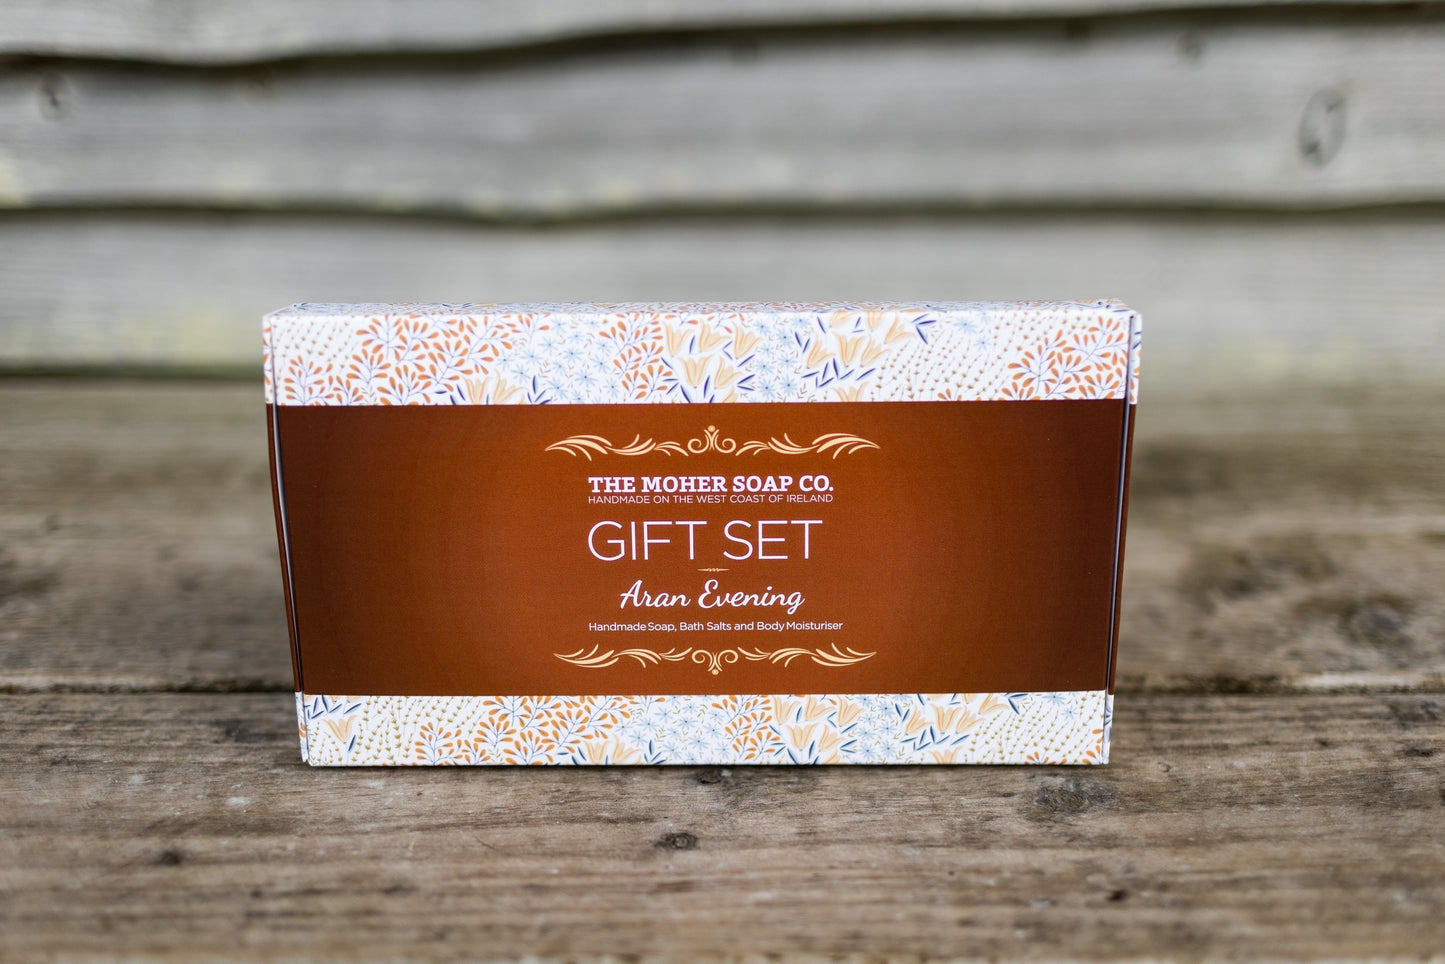 THE MOHER SOAP CO.
HANDMADE ON THE WEST COAST OF IRELAND
GIFT SET
Aran Evening
Handmade Soap, Bath Salts and Body Moisturiser